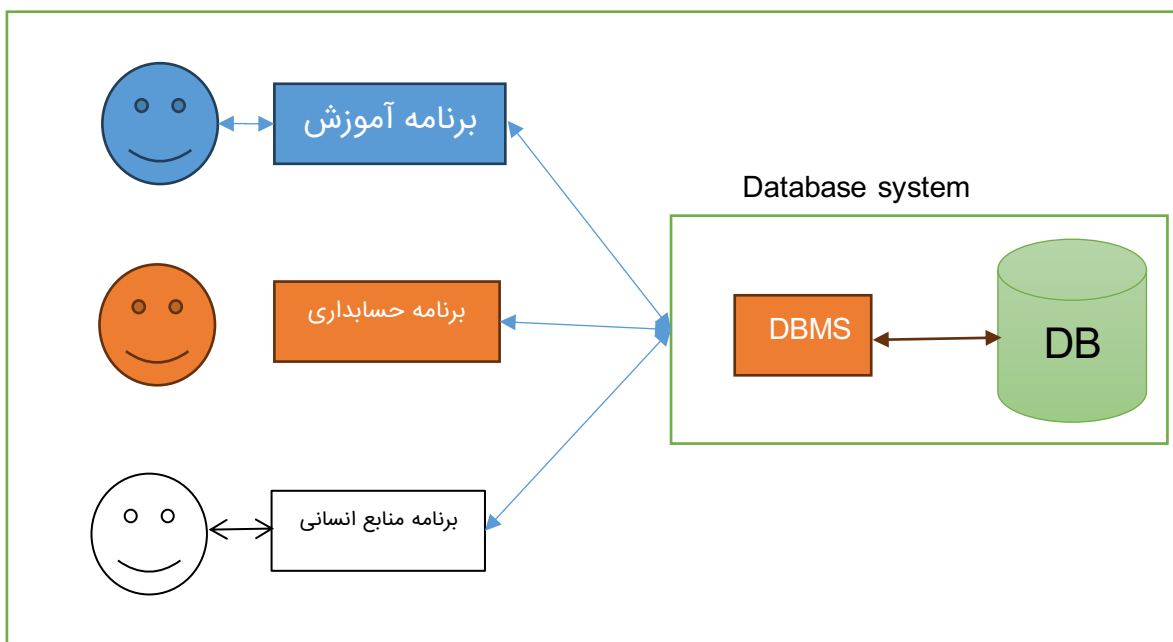 برنامه آموزش
Database system
برنامه حسابداری
DBMS
DB
برنامه منابع انسانی